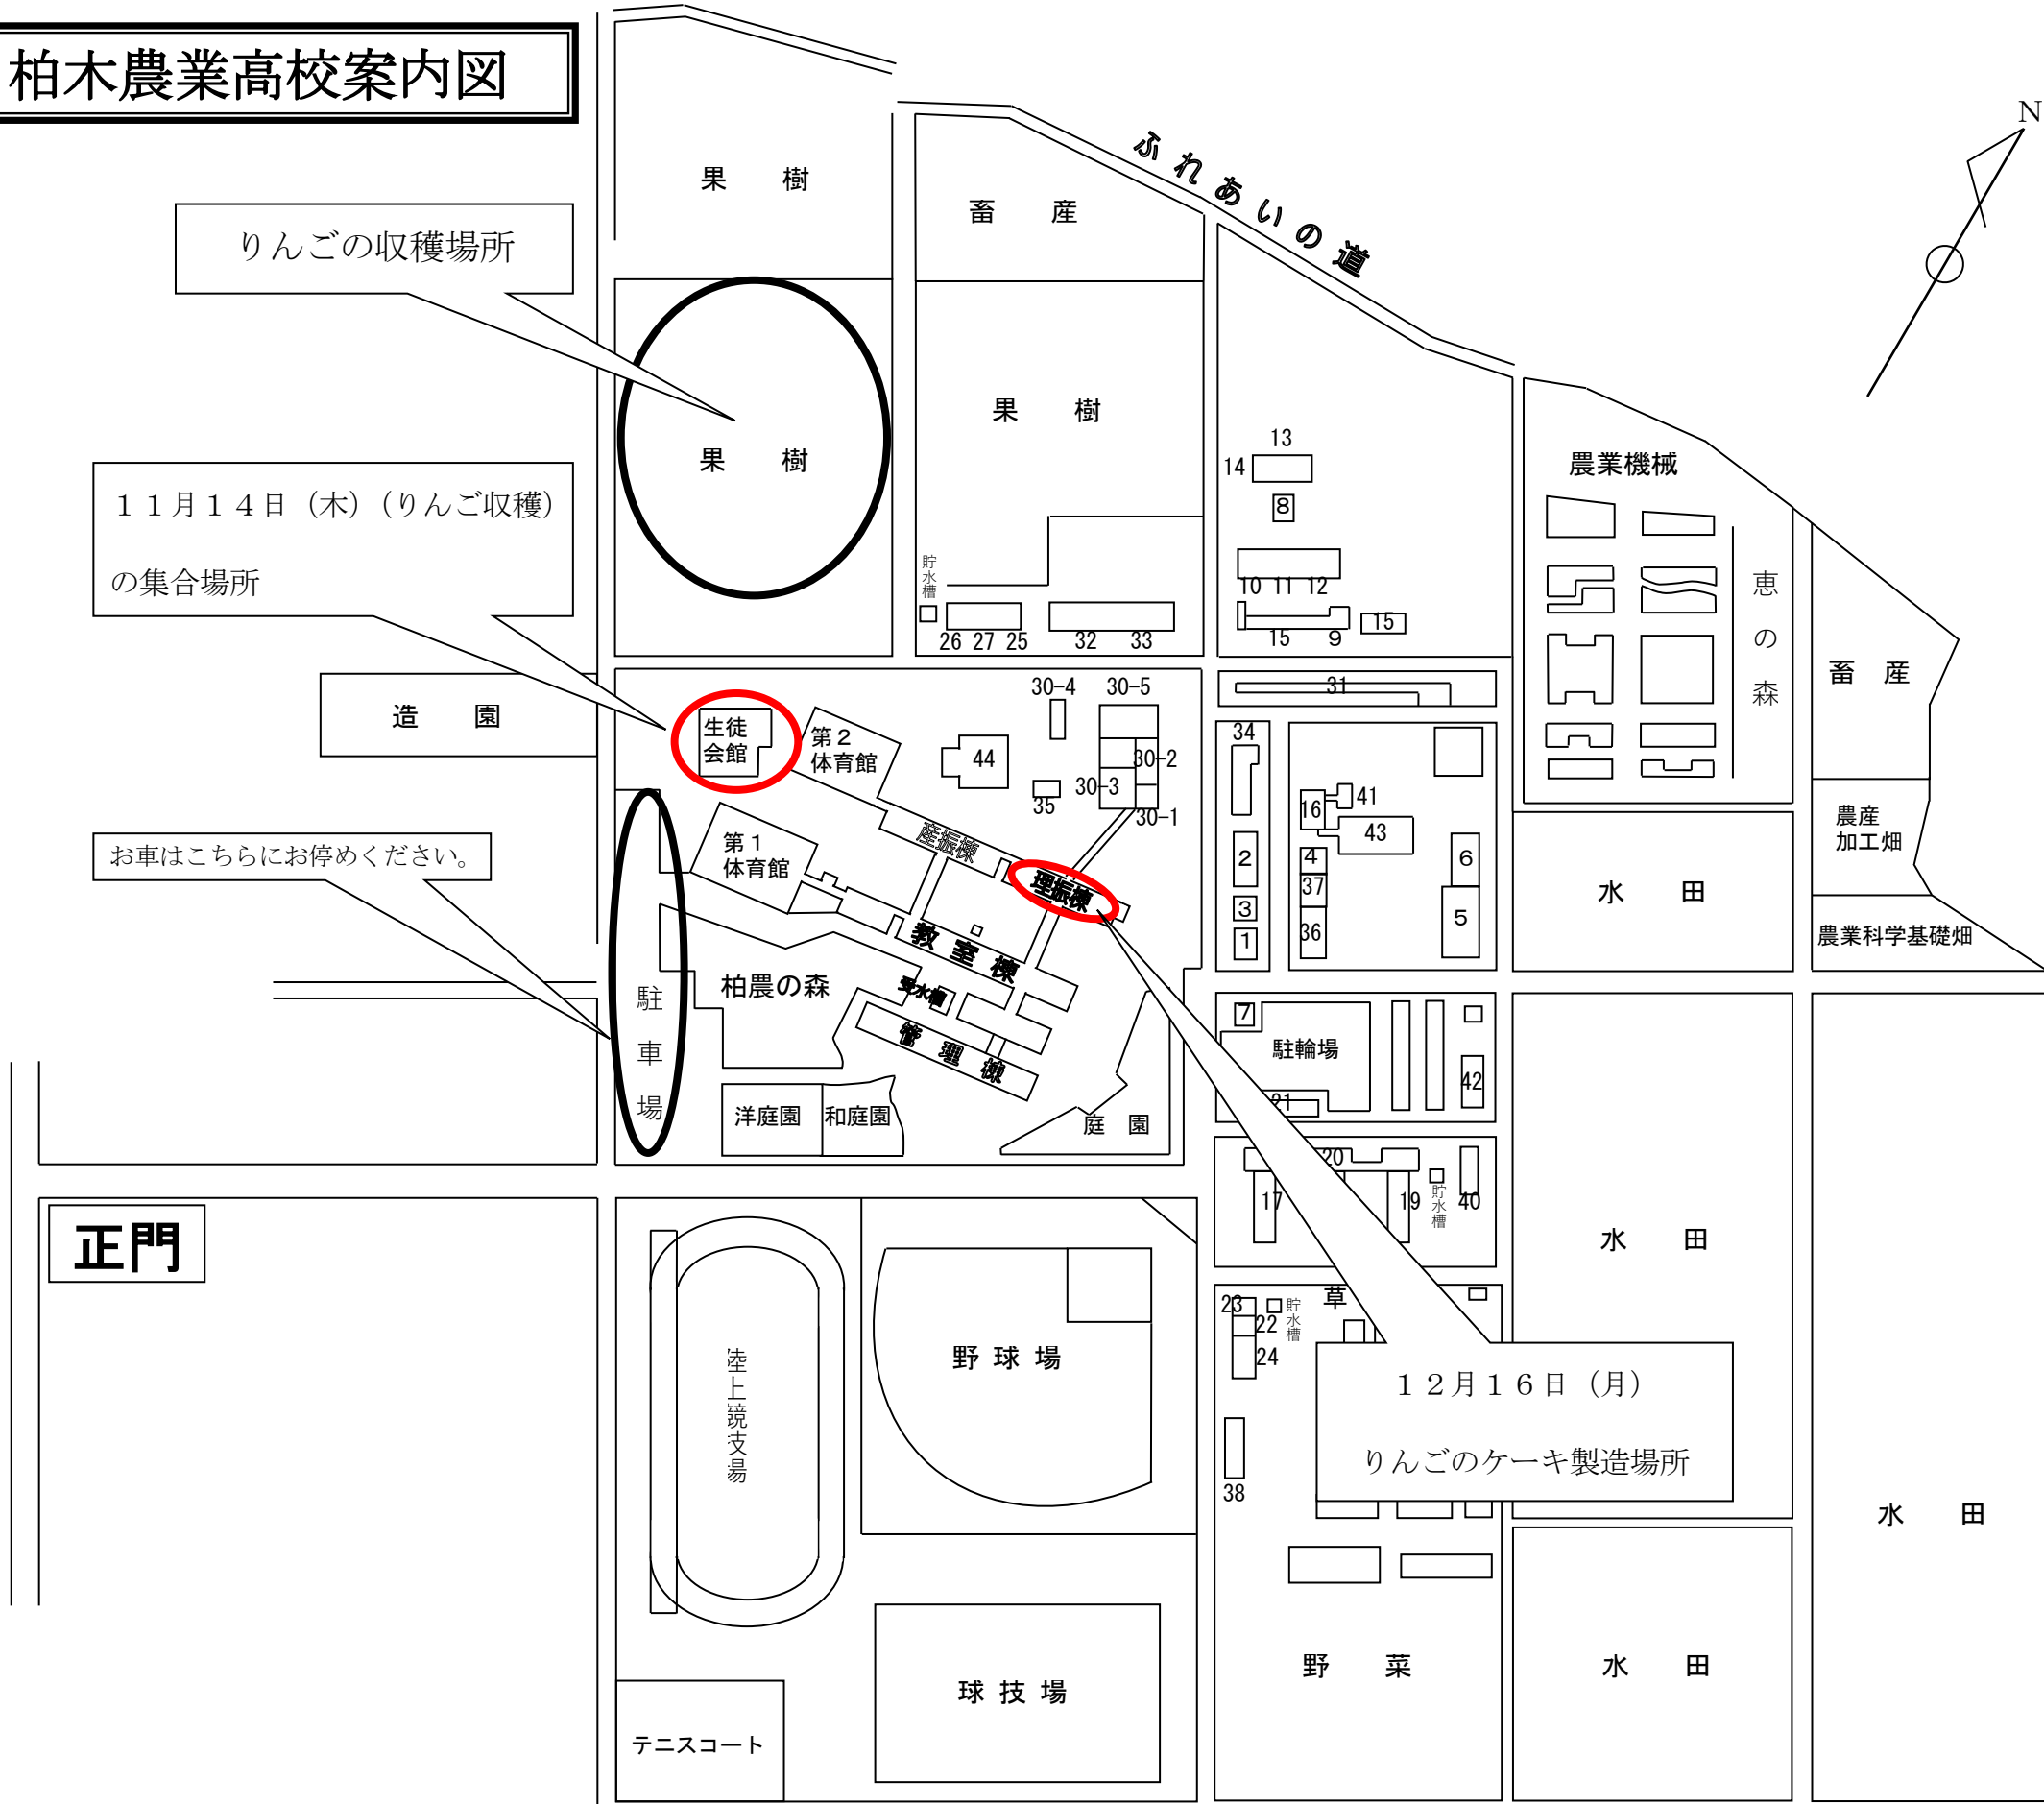 柏木農業高校案内図
N
ふれあいの道
果　樹
畜　産
りんごの収穫場所
果　樹
果　樹
13
14
8
農業機械
１１月１４日（木）（りんご収穫）
の集合場所
貯水槽
10 11 12
恵の森
26 27 25
32 33
15 9
15
畜　産
造　園
生徒
会館
第２
体育館
30-4 30-5
31
34
44
30-2
30-3
35
30-1
16
41
43
農産
加工畑
産振棟
第１
体育館
お車はこちらにお停めください。
理振棟
2
4
6
37
3
5
1
36
水　田
農業科学基礎畑
教室棟
柏農の森
受水槽
管理棟
駐車場
7
駐輪場
42
21
洋庭園
和庭園
庭　園
20
17
19
貯水槽
40
正門
水　田
23
22
貯水槽
24
草
野球場
陸上競技場
１２月１６日（月）
りんごのケーキ製造場所
38
水　田
野　菜
水　田
球技場
テニスコート